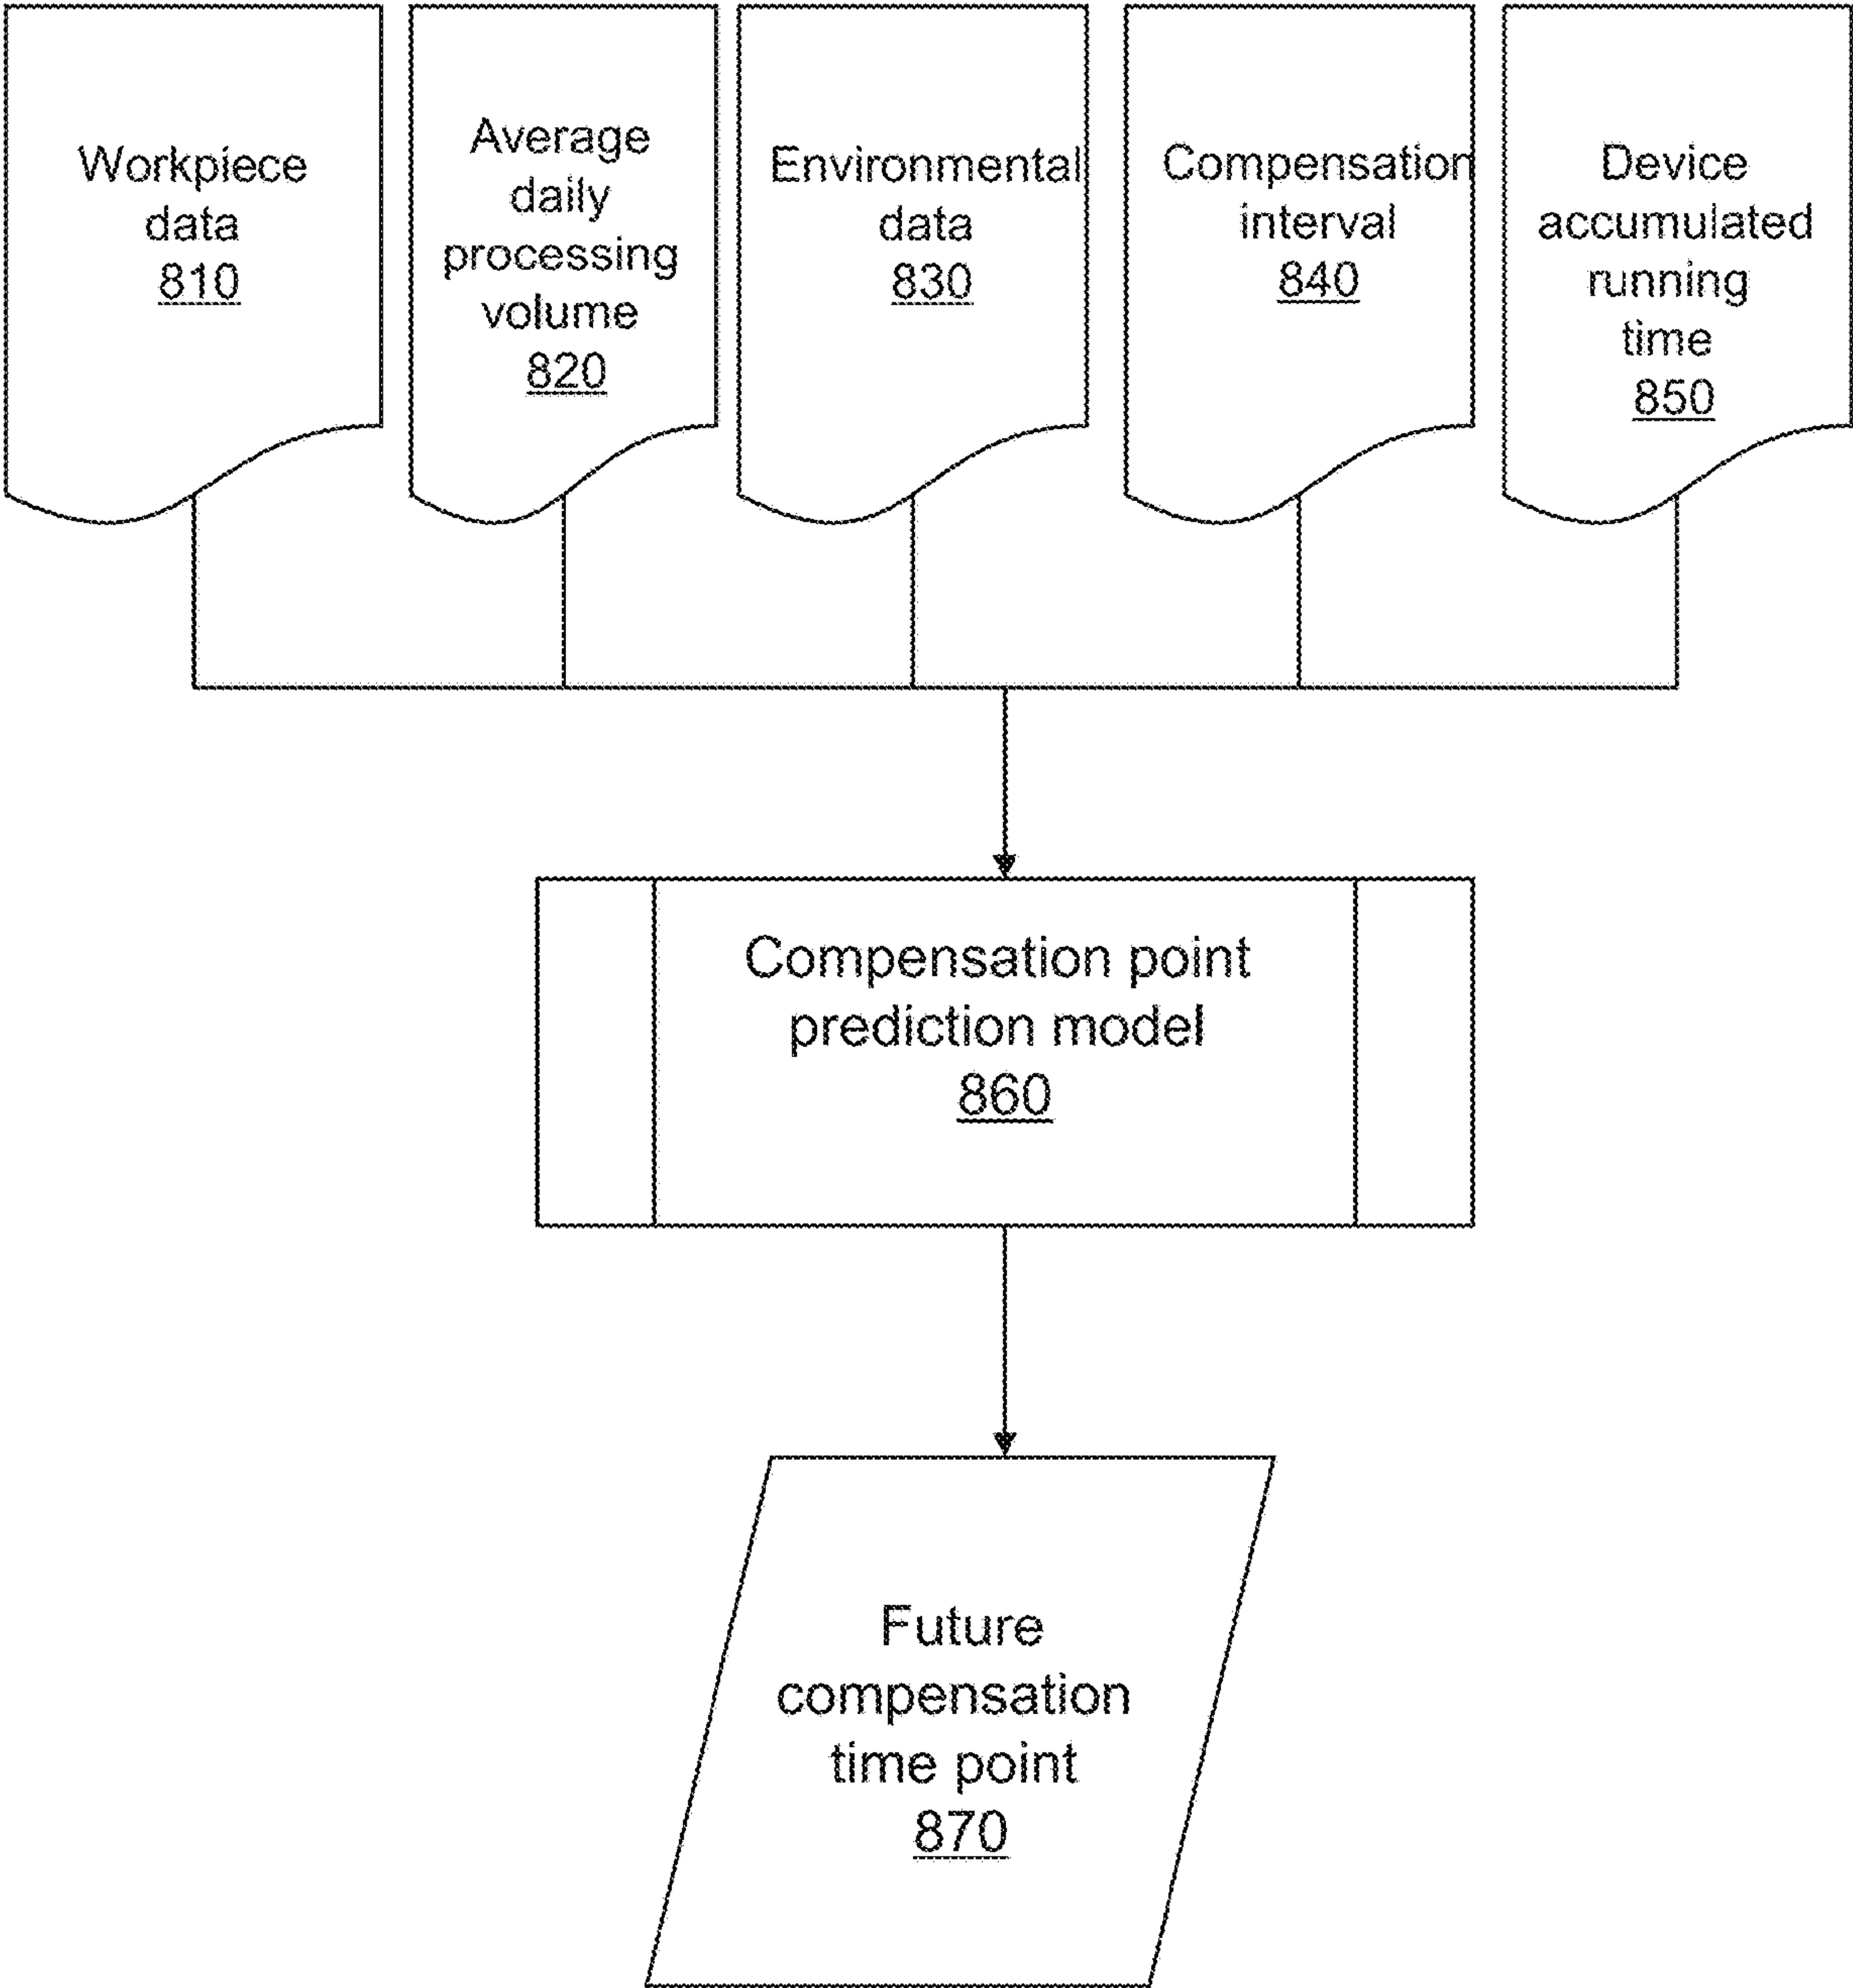 Workpiece
data
810
Average
daily
processing
volume
820
Environmental
data
830
Compensation
interval
840
Device
accumulated
running
time
850
Compensation point
prediction model
860
Future
compensation
time point
870